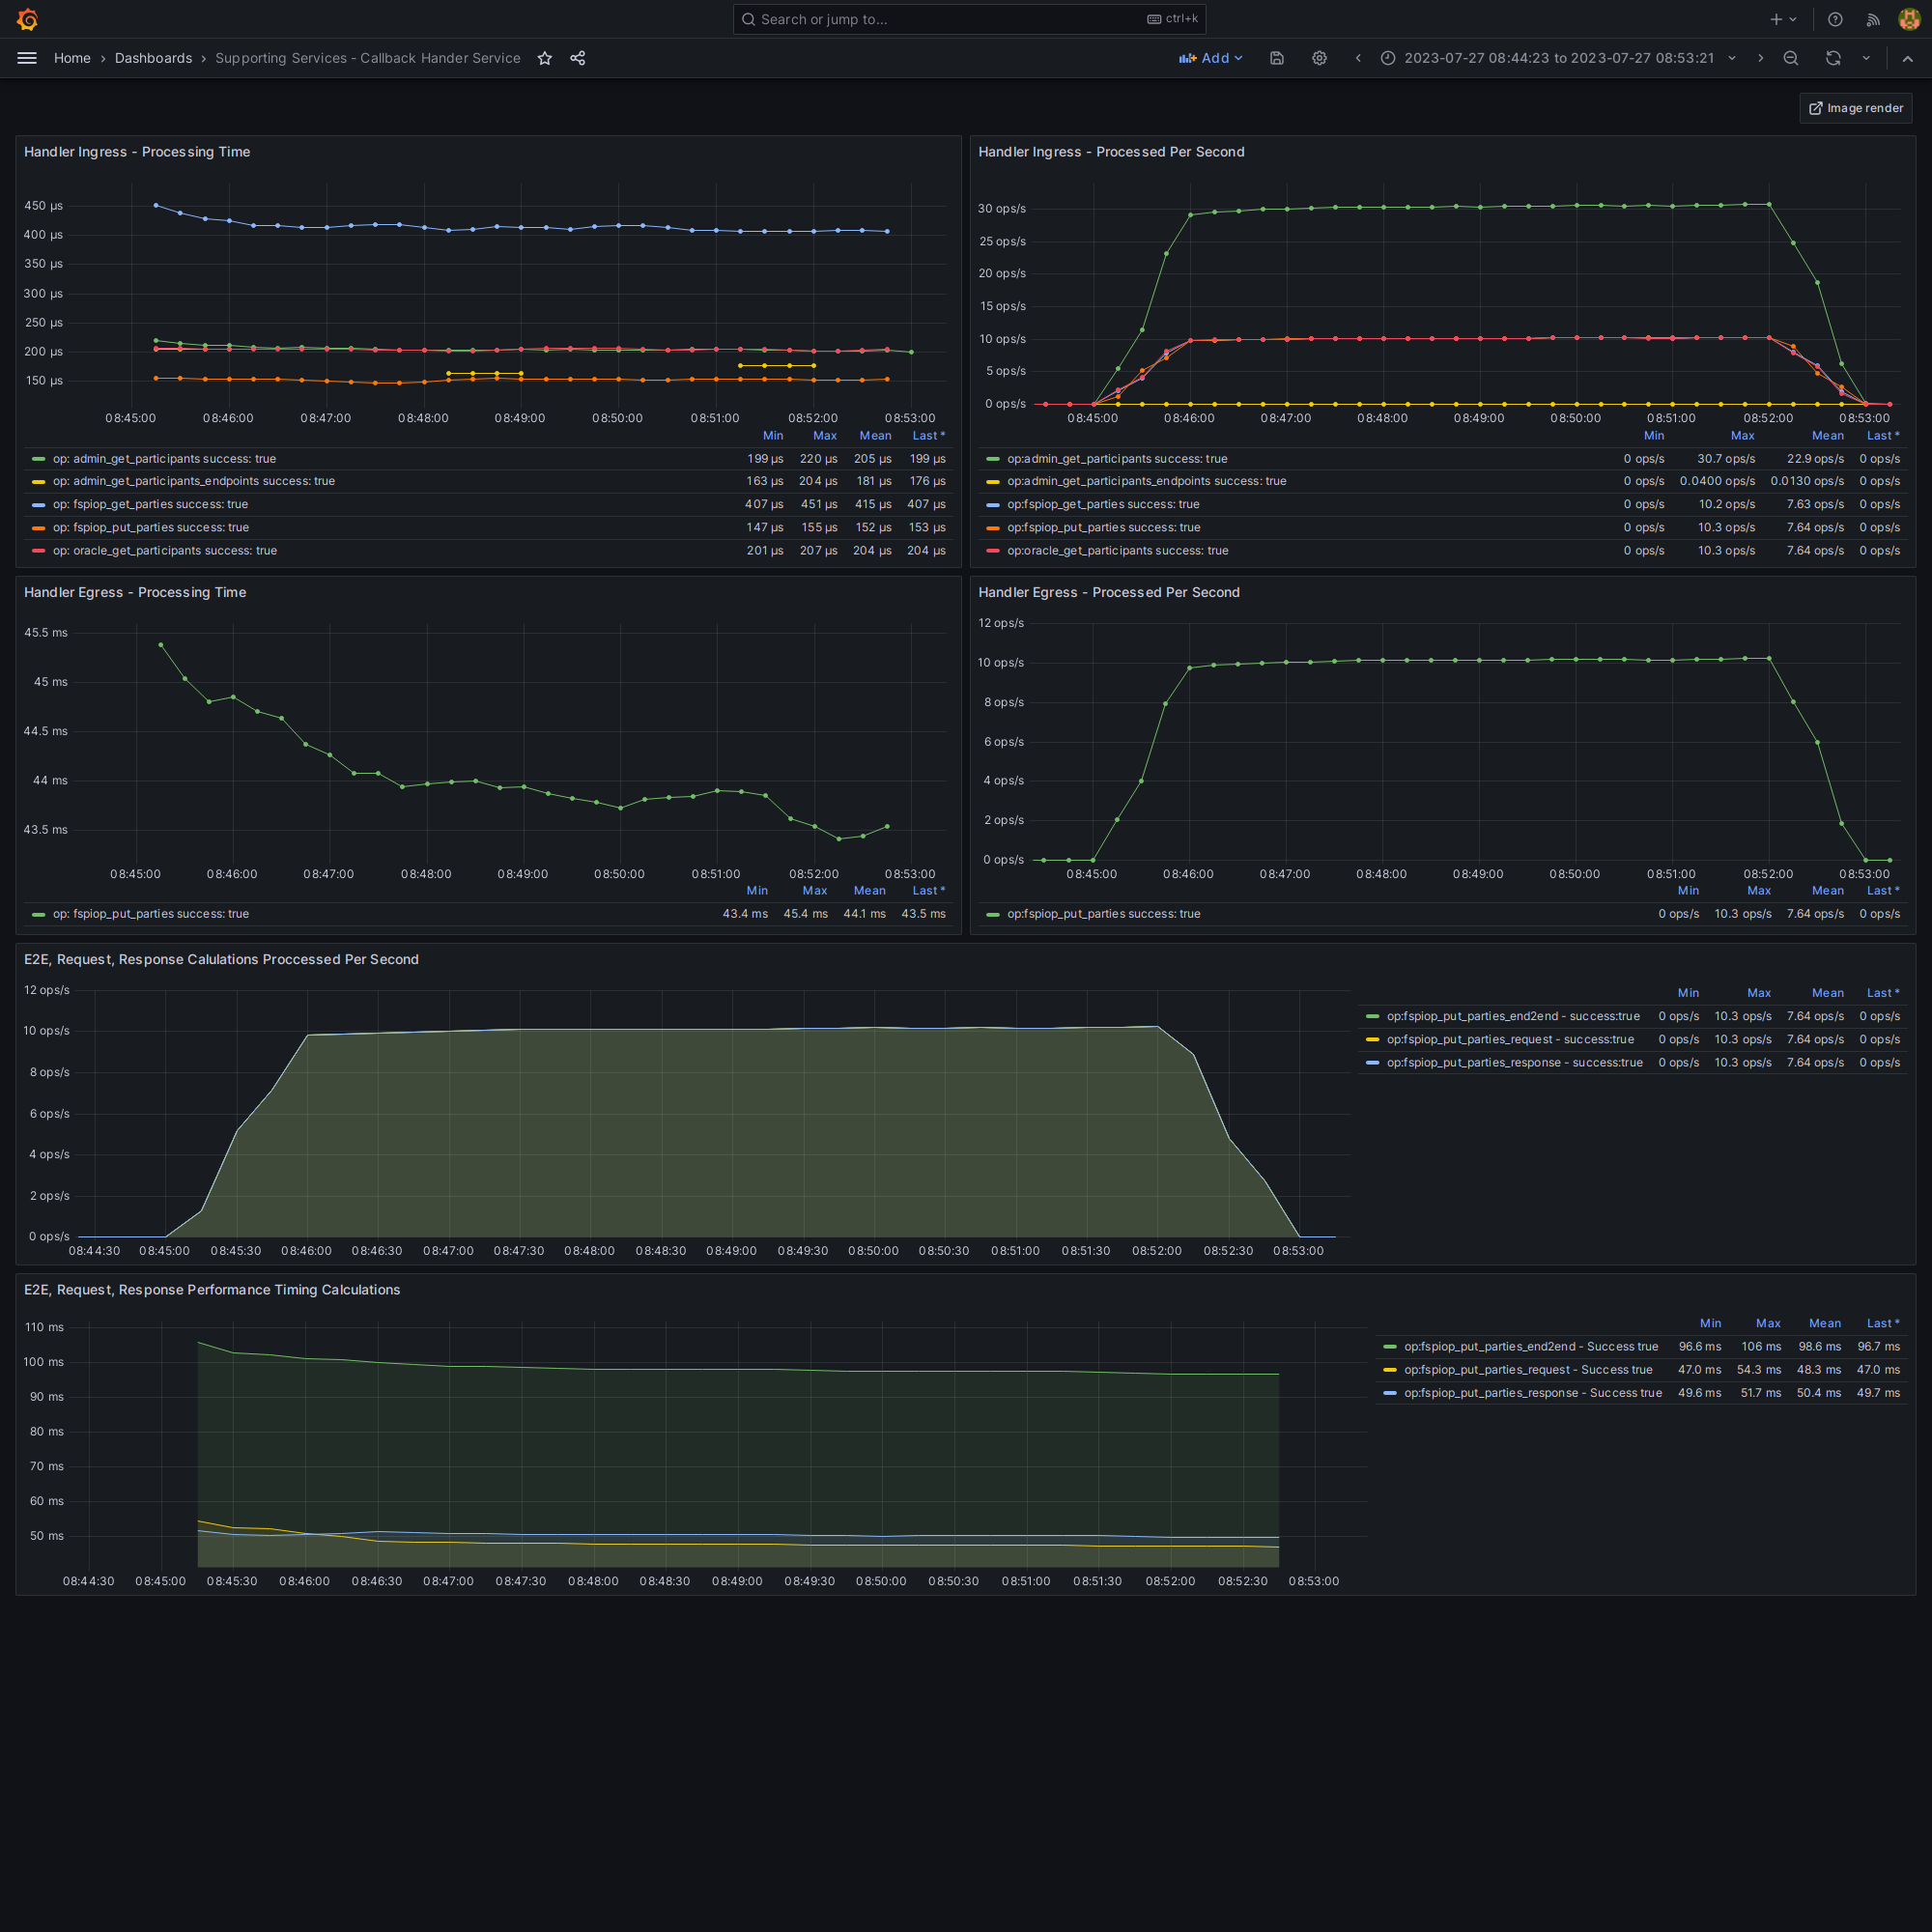 Search or jump to...
ctrl+k
Home › Dashboards › Supporting Services - Callback Hander Service
Add
2023-07-27 08:44:23 to 2023-07-27 08:53:21
Image render
Handler Ingress - Processing Time
450 µs
400 µs
350 µs
300 µs
250 µs
200 µs
150 µs
08:45:00 08:46:00 08:47:00 08:48:00 08:49:00 08:50:00 08:51:00 08:52:00 08:53:00
Min Max Mean Last *
op: admin_get_participants success: true 199 µs 220 µs 205 µs 199 µs
op: admin_get_participants_endpoints success: true 163 µs 204 µs 181 µs 176 µs
op: fspiop_get_parties success: true 407 µs 451 µs 415 µs 407 µs
op: fspiop_put_parties success: true 147 µs 155 µs 152 µs 153 µs
op: oracle_get_participants success: true 201 µs 207 µs 204 µs 204 µs
Handler Ingress - Processed Per Second
30 ops/s
25 ops/s
20 ops/s
15 ops/s
10 ops/s
5 ops/s
0 ops/s
08:45:00 08:46:00 08:47:00 08:48:00 08:49:00 08:50:00 08:51:00 08:52:00 08:53:00
Min Max Mean Last *
op:admin_get_participants success: true 0 ops/s 30.7 ops/s 22.9 ops/s 0 ops/s
op:admin_get_participants_endpoints success: true 0 ops/s 0.0400 ops/s 0.0130 ops/s 0 ops/s
op:fspiop_get_parties success: true 0 ops/s 10.2 ops/s 7.63 ops/s 0 ops/s
op:fspiop_put_parties success: true 0 ops/s 10.3 ops/s 7.64 ops/s 0 ops/s
op:oracle_get_participants success: true 0 ops/s 10.3 ops/s 7.64 ops/s 0 ops/s
Handler Egress - Processing Time
45.5 ms
45 ms
44.5 ms
44 ms
43.5 ms
08:45:00 08:46:00 08:47:00 08:48:00 08:49:00 08:50:00 08:51:00 08:52:00 08:53:00
Min Max Mean Last *
op: fspiop_put_parties success: true 43.4 ms 45.4 ms 44.1 ms 43.5 ms
Handler Egress - Processed Per Second
12 ops/s
10 ops/s
8 ops/s
6 ops/s
4 ops/s
2 ops/s
0 ops/s
08:45:00 08:46:00 08:47:00 08:48:00 08:49:00 08:50:00 08:51:00 08:52:00 08:53:00
Min Max Mean Last *
op:fspiop_put_parties success: true 0 ops/s 10.3 ops/s 7.64 ops/s 0 ops/s
E2E, Request, Response Calulations Proccessed Per Second
12 ops/s
10 ops/s
8 ops/s
6 ops/s
4 ops/s
2 ops/s
0 ops/s
08:44:30 08:45:00 08:45:30 08:46:00 08:46:30 08:47:00 08:47:30 08:48:00 08:48:30 08:49:00 08:49:30 08:50:00 08:50:30 08:51:00 08:51:30 08:52:00 08:52:30 08:53:00
Min Max Mean Last *
op:fspiop_put_parties_end2end - success:true 0 ops/s 10.3 ops/s 7.64 ops/s 0 ops/s
op:fspiop_put_parties_request - success:true 0 ops/s 10.3 ops/s 7.64 ops/s 0 ops/s
op:fspiop_put_parties_response - success:true 0 ops/s 10.3 ops/s 7.64 ops/s 0 ops/s
E2E, Request, Response Performance Timing Calculations
110 ms
100 ms
90 ms
80 ms
70 ms
60 ms
50 ms
08:44:30 08:45:00 08:45:30 08:46:00 08:46:30 08:47:00 08:47:30 08:48:00 08:48:30 08:49:00 08:49:30 08:50:00 08:50:30 08:51:00 08:51:30 08:52:00 08:52:30 08:53:00
Min Max Mean Last *
op:fspiop_put_parties_end2end - Success true 96.6 ms 106 ms 98.6 ms 96.7 ms
op:fspiop_put_parties_request - Success true 47.0 ms 54.3 ms 48.3 ms 47.0 ms
op:fspiop_put_parties_response - Success true 49.6 ms 51.7 ms 50.4 ms 49.7 ms